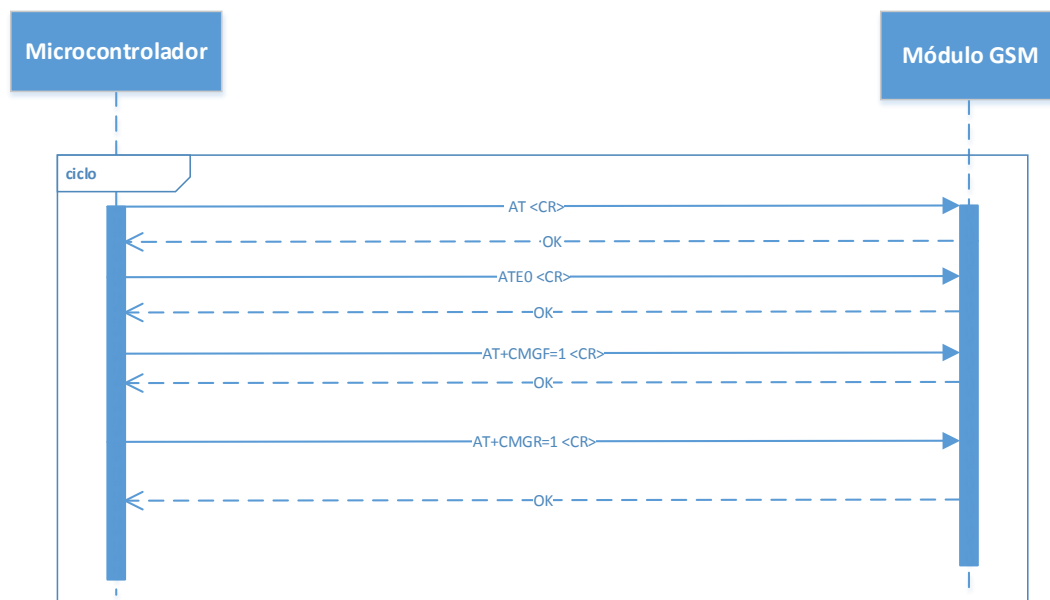 Microcontrolador
Módulo GSM
ciclo
AT <CR>
OK
ATE0 <CR>
OK
AT+CMGF=1 <CR>
OK
AT+CMGR=1 <CR>
OK